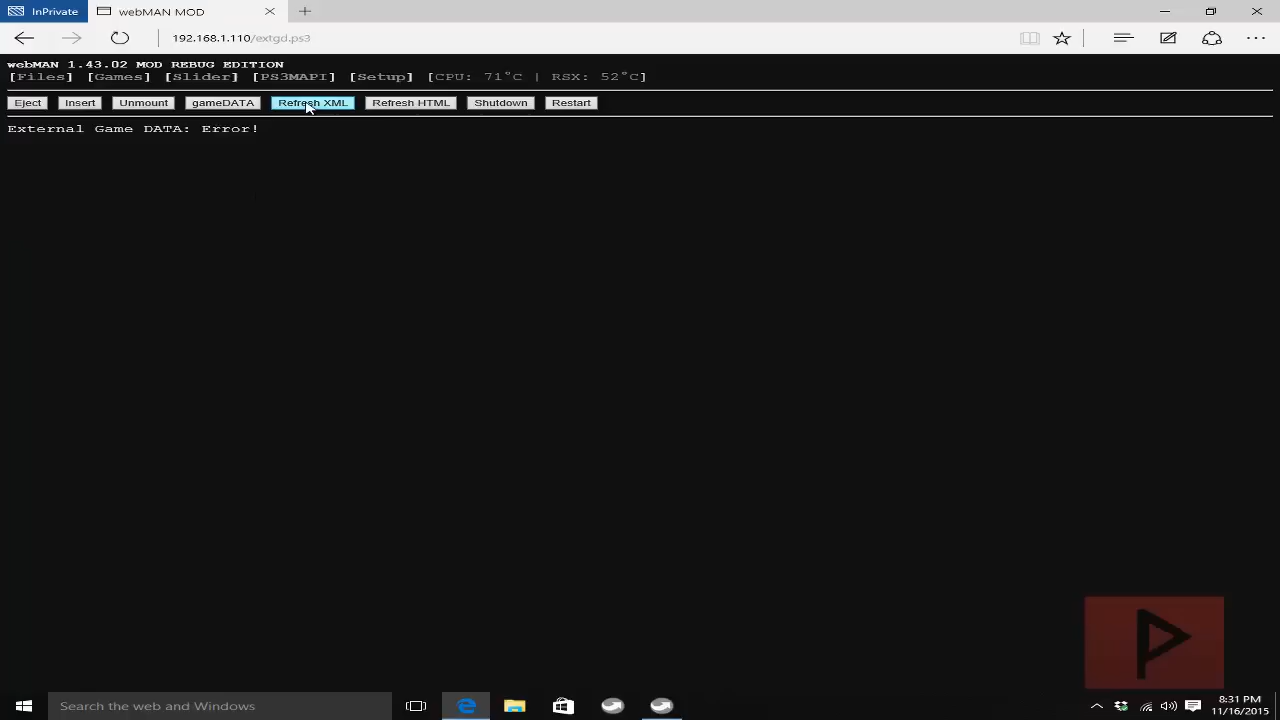 InPrivate
webMAN MOD
192.168.1.110/extgd.ps3
webMAN 1.43.02 MOD REBUG EDITION
[Files] [Games] [Slider] [PS3MAPI] [Setup] [CPU: 71°C | RSX: 52°C]
Eject Insert Unmount gameDATA Refresh XML Refresh HTML Shutdown Restart
External Game DATA: Error!
P
Search the web and Windows
8:31 PM
11/16/2015